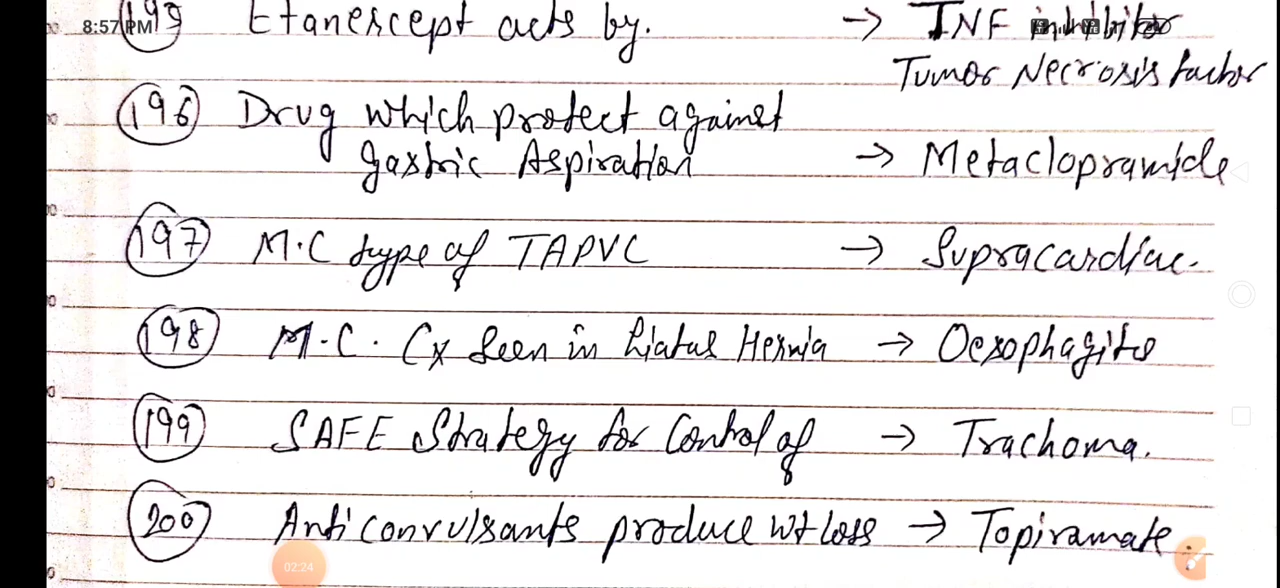 195 Etanercept acts by. → TNF inhibitor
8:57 PM
Tumor Necrosis factor
196 Drug which protect against
gastric Aspiration → Metaclopramide
197 M.C type of TAPVC → Supracardiac.
198 M.C. Cx seen in hiatus Hernia → Oesophagitis
199 SAFE Strategy for Control of → Trachoma.
200 Anticonvulsants produce wt loss → Topiramate
02:24